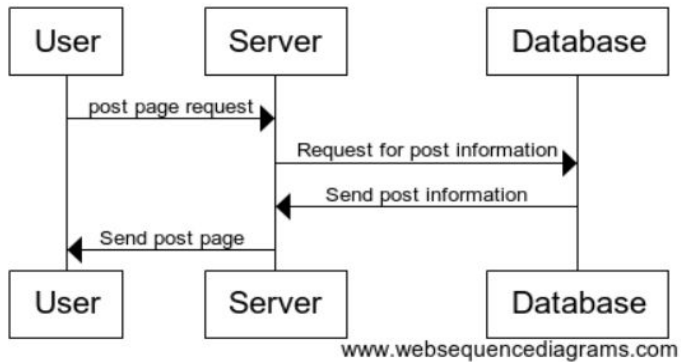 User Server Database
post page request
Request for post information
Send post information
Send post page
User Server Database
www.websequencediagrams.com